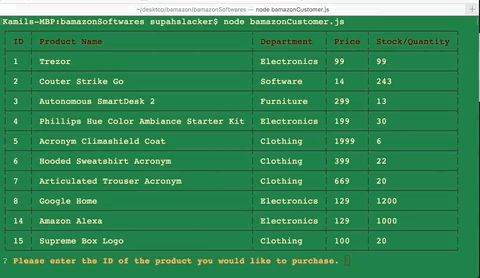 ~/desktop/bamazon/bamazonSoftwares — node bamazonCustomer.js
Kamils-MBP:bamazonSoftwares supahslacker$ node bamazonCustomer.js
ID Product Name Department Price Stock/Quantity
1 Trezor Electronics 99 99
2 Couter Strike Go Software 14 243
3 Autonomous SmartDesk 2 Furniture 299 13
4 Phillips Hue Color Ambiance Starter Kit Electronics 199 30
5 Acronym Climashield Coat Clothing 1999 6
6 Hooded Sweatshirt Acronym Clothing 399 22
7 Articulated Trouser Acronym Clothing 669 20
8 Google Home Electronics 129 1200
14 Amazon Alexa Electronics 129 1000
15 Supreme Box Logo Clothing 100 20
? Please enter the ID of the product you would like to purchase.